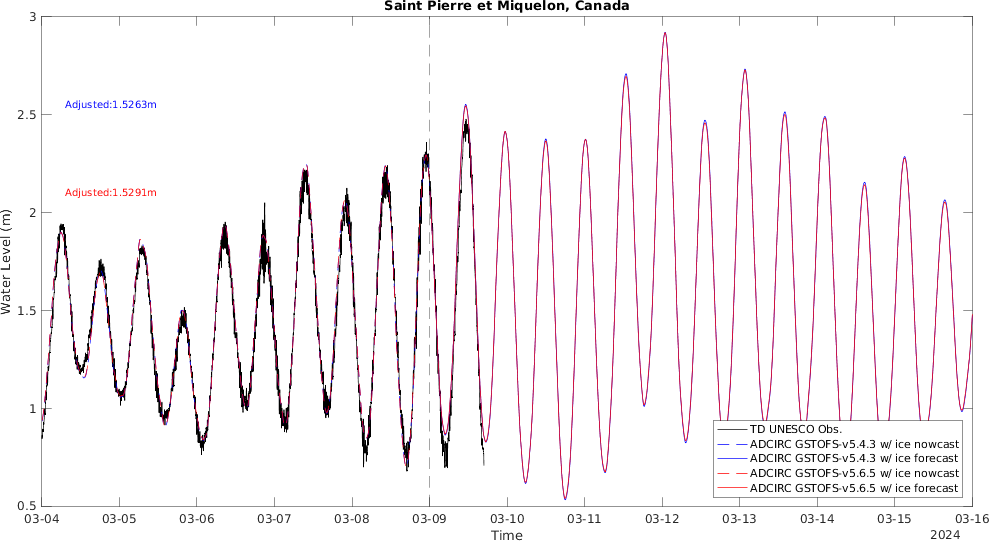 Saint Pierre et Miquelon, Canada
3
2.5
2
1.5
1
0.5
Water Level (m)
Adjusted:1.5263m
Adjusted:1.5291m
TD UNESCO Obs.
ADCIRC GSTOFS-v5.4.3 w/ ice nowcast
ADCIRC GSTOFS-v5.4.3 w/ ice forecast
ADCIRC GSTOFS-v5.6.5 w/ ice nowcast
ADCIRC GSTOFS-v5.6.5 w/ ice forecast
03-04 03-05 03-06 03-07 03-08 03-09 03-10 03-11 03-12 03-13 03-14 03-15 03-16
Time
2024